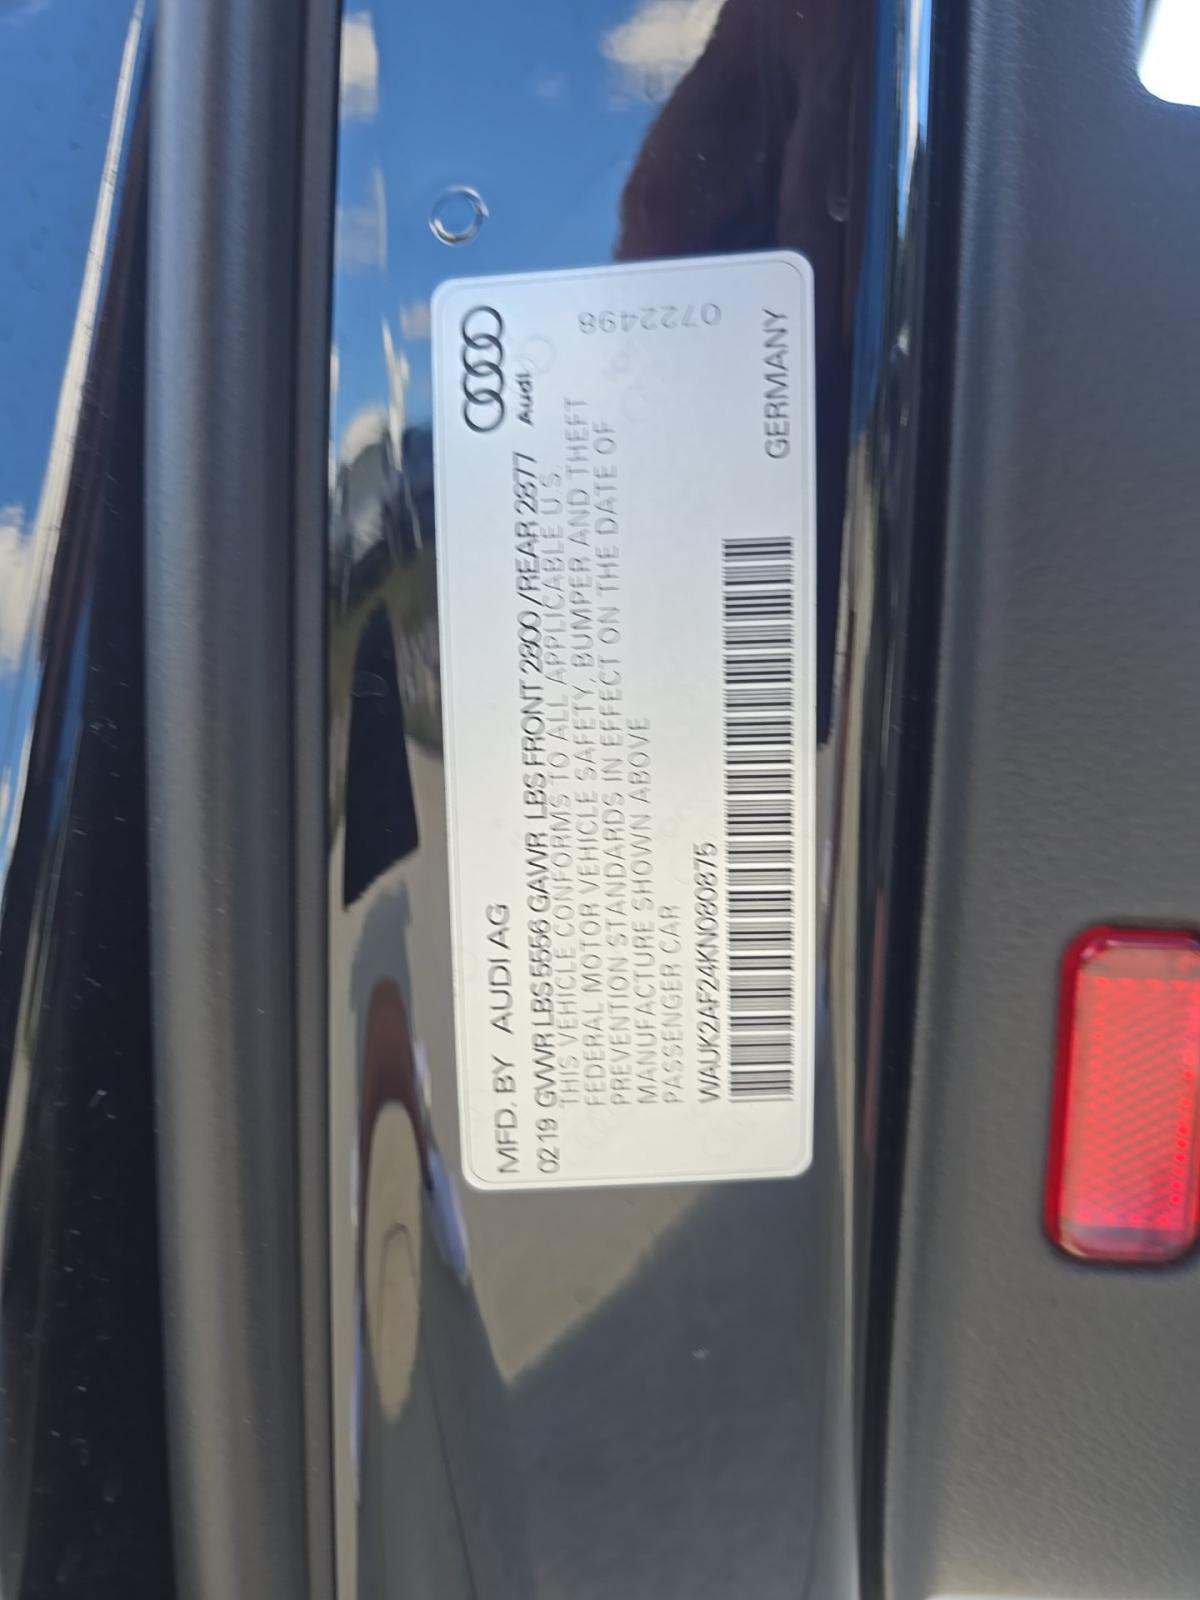 MFD. BY AUDI AG
Audi
0219 GVWR LBS 5556 GAWR LBS FRONT 2800/REAR 2877
THIS VEHICLE CONFORMS TO ALL APPLICABLE U.S.
FEDERAL MOTOR VEHICLE SAFETY, BUMPER AND THEFT
PREVENTION STANDARDS IN EFFECT ON THE DATE OF
MANUFACTURE SHOWN ABOVE
PASSENGER CAR
0722498
WAUK2AF24KN080875
GERMANY